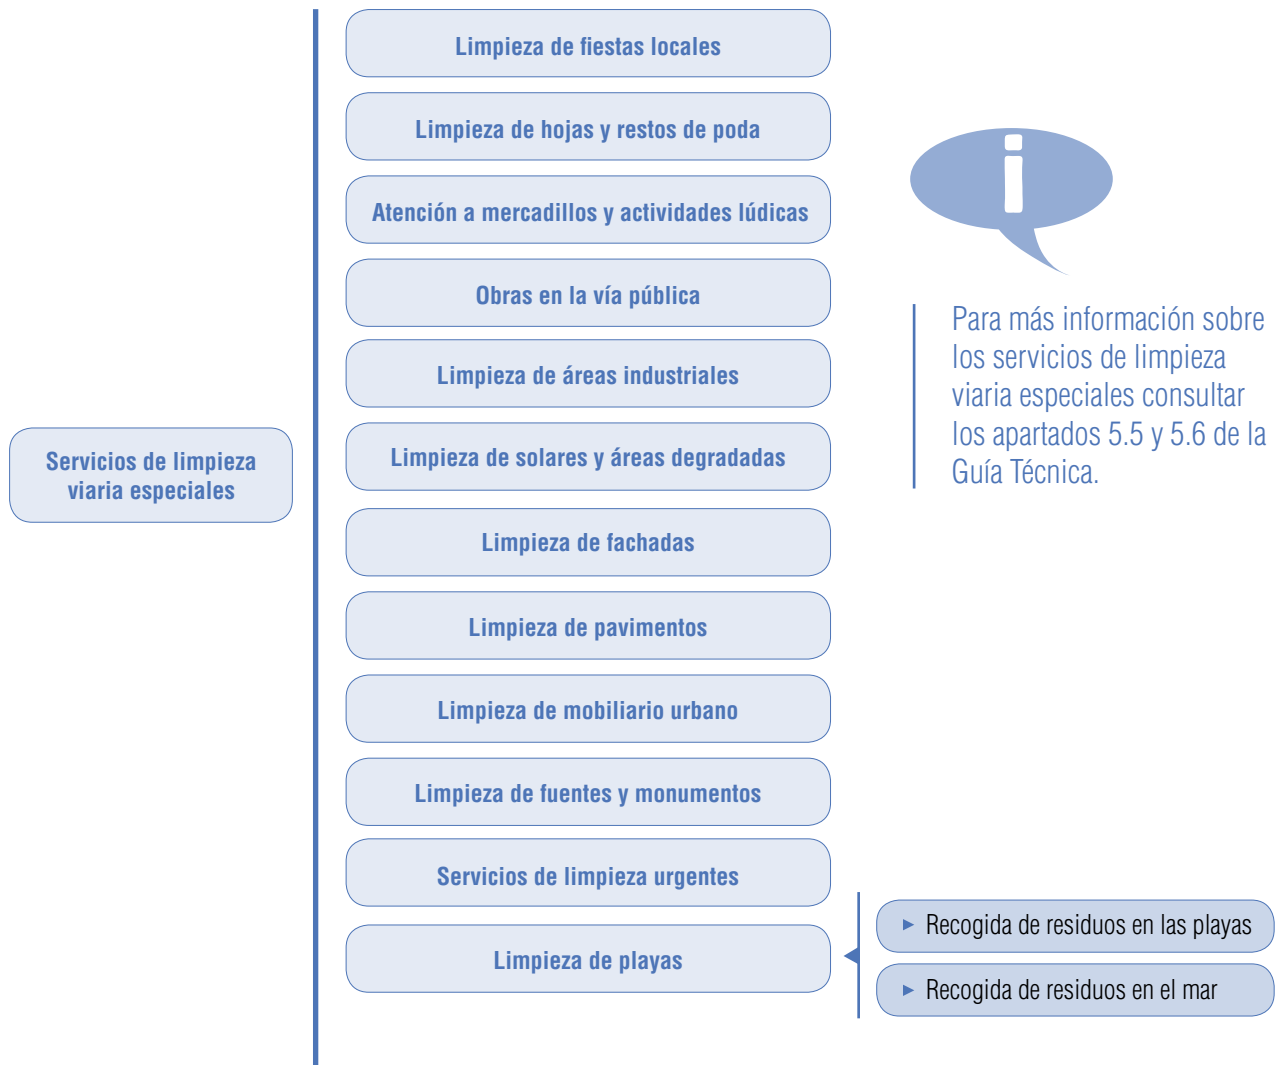 Servicios de limpieza
viaria especiales
Limpieza de fiestas locales
Limpieza de hojas y restos de poda
Atención a mercadillos y actividades lúdicas
Obras en la vía pública
Limpieza de áreas industriales
Limpieza de solares y áreas degradadas
Limpieza de fachadas
Limpieza de pavimentos
Limpieza de mobiliario urbano
Limpieza de fuentes y monumentos
Servicios de limpieza urgentes
Limpieza de playas
► Recogida de residuos en las playas
► Recogida de residuos en el mar
i
Para más información sobre
los servicios de limpieza
viaria especiales consultar
los apartados 5.5 y 5.6 de la
Guía Técnica.